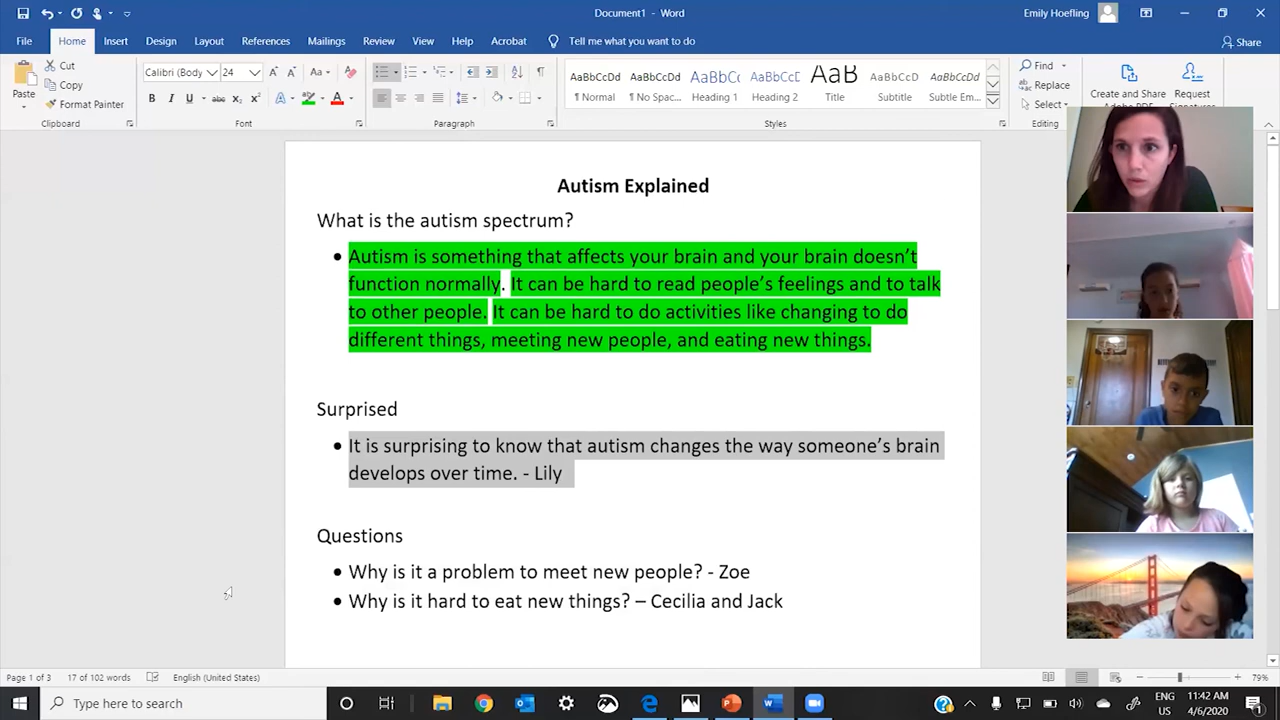 Document1 - Word
Emily Hoefling
File Home Insert Design Layout References Mailings Review View Help Acrobat Tell me what you want to do Share
Cut
Copy
Format Painter
Paste
Calibri (Body 24
AaBbCcDd AaBbCcDd AaBbCc AaBbCcD AaB AaBbCcD AaBbCcDd
¶ Normal ¶ No Spac... Heading 1 Heading 2 Title Subtitle Subtle Em...
Find
Replace
Select
Create and Share
Request
Clipboard Font Paragraph Styles Editing
Autism Explained
What is the autism spectrum?
• Autism is something that affects your brain and your brain doesn’t
function normally. It can be hard to read people’s feelings and to talk
to other people. It can be hard to do activities like changing to do
different things, meeting new people, and eating new things.
Surprised
• It is surprising to know that autism changes the way someone’s brain
develops over time. - Lily
Questions
• Why is it a problem to meet new people? - Zoe
• Why is it hard to eat new things? – Cecilia and Jack
Page 1 of 3 17 of 102 words English (United States) 79%
Type here to search
ENG
US
11:42 AM
4/6/2020